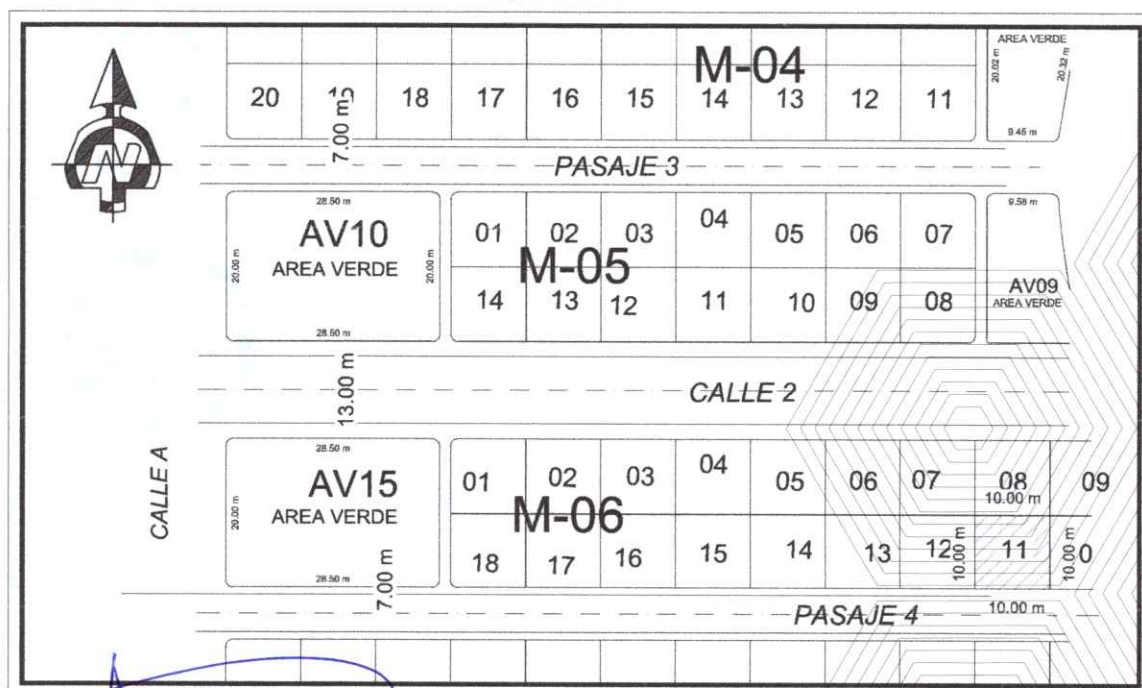 AREA VERDE
20.02 m
20.32 m
9.45 m
M-04
20 19 18 17 16 15 14 13 12 11
7.00 m
N
PASAJE 3
28.50 m
AV10
AREA VERDE
20.00 m
20.00 m
28.50 m
01 02 03 04 05 06 07
M-05
14 13 12 11 10 09 08
9.58 m
AV09
AREA VERDE
13.00 m
CALLE 2
CALLE A
28.50 m
AV15
AREA VERDE
20.00 m
28.50 m
01 02 03 04 05 06 07 08 09
10.00 m
M-06
18 17 16 15 14 13 12 11 0
10.00 m
10.00 m
7.00 m
PASAJE 4
10.00 m